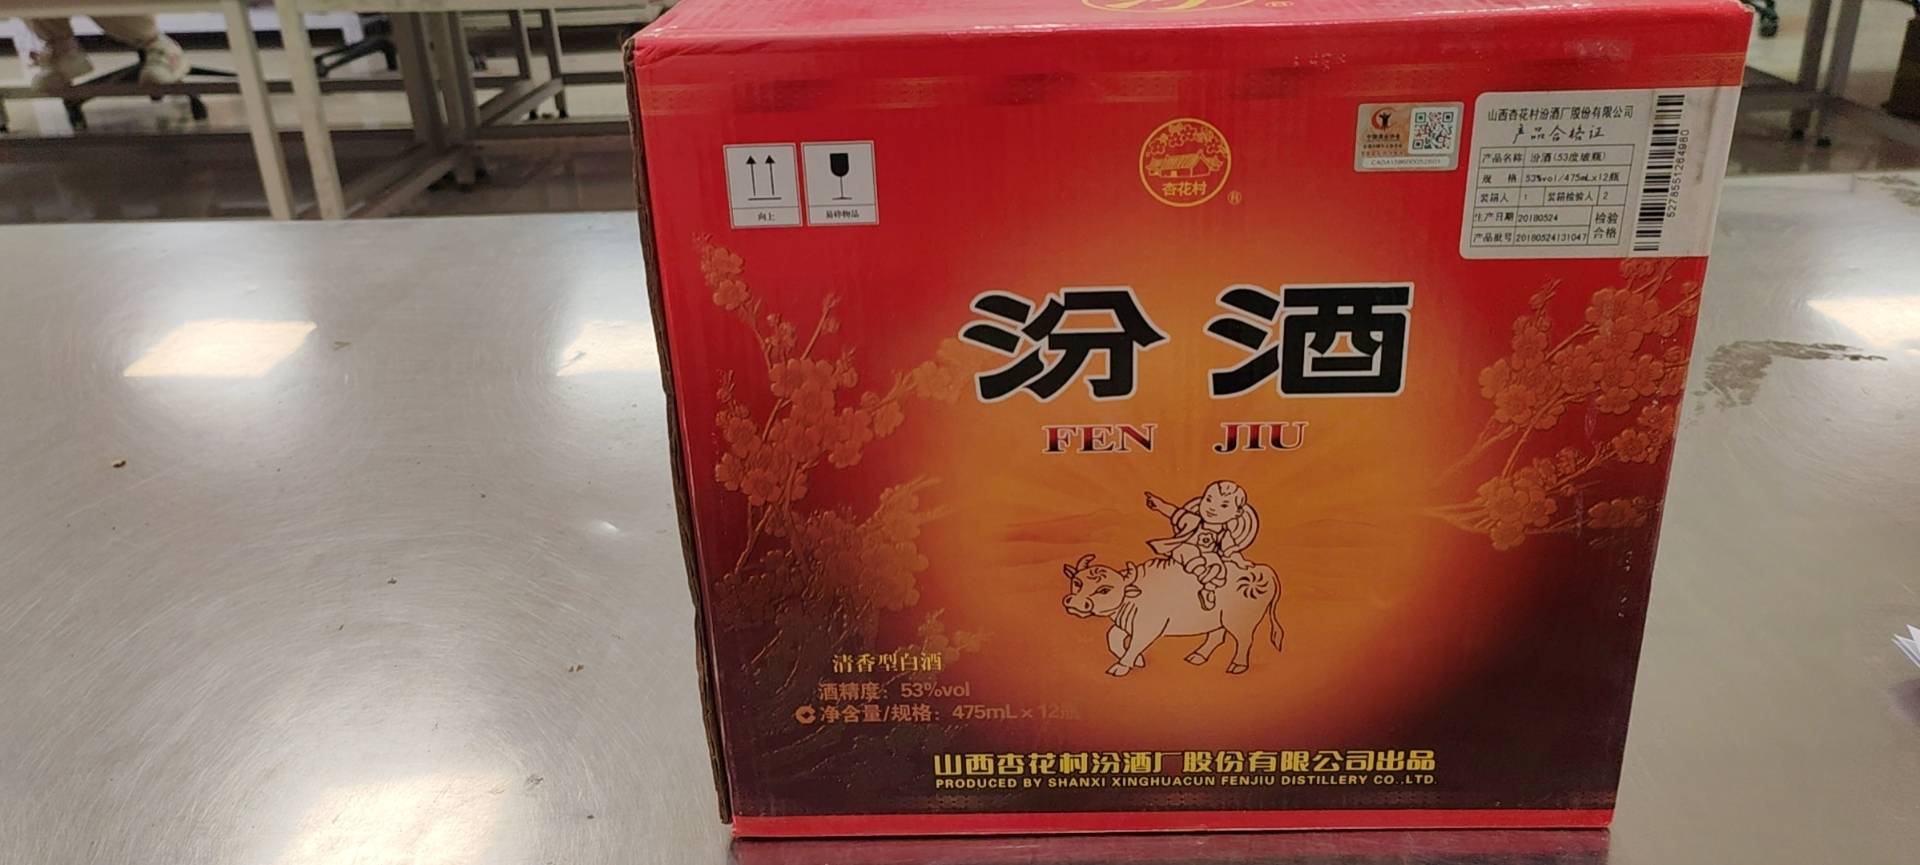 向上
易碎物品
杏花村
®
山西杏花村汾酒厂股份有限公司
产品合格证
产品名称 汾酒(53度玻瓶)
规 格 53%vol/475mLx12瓶
装箱人 1 装箱检验人 2
生产日期 20180524 检验
产品批号 20180524131047 合格
汾酒
FEN JIU
清香型白酒
酒精度：53%vol
净含量/规格：475mL×12瓶
山西杏花村汾酒厂股份有限公司出品
PRODUCED BY SHANXI XINGHUACUN FENJIU DISTILLERY CO.,LTD.